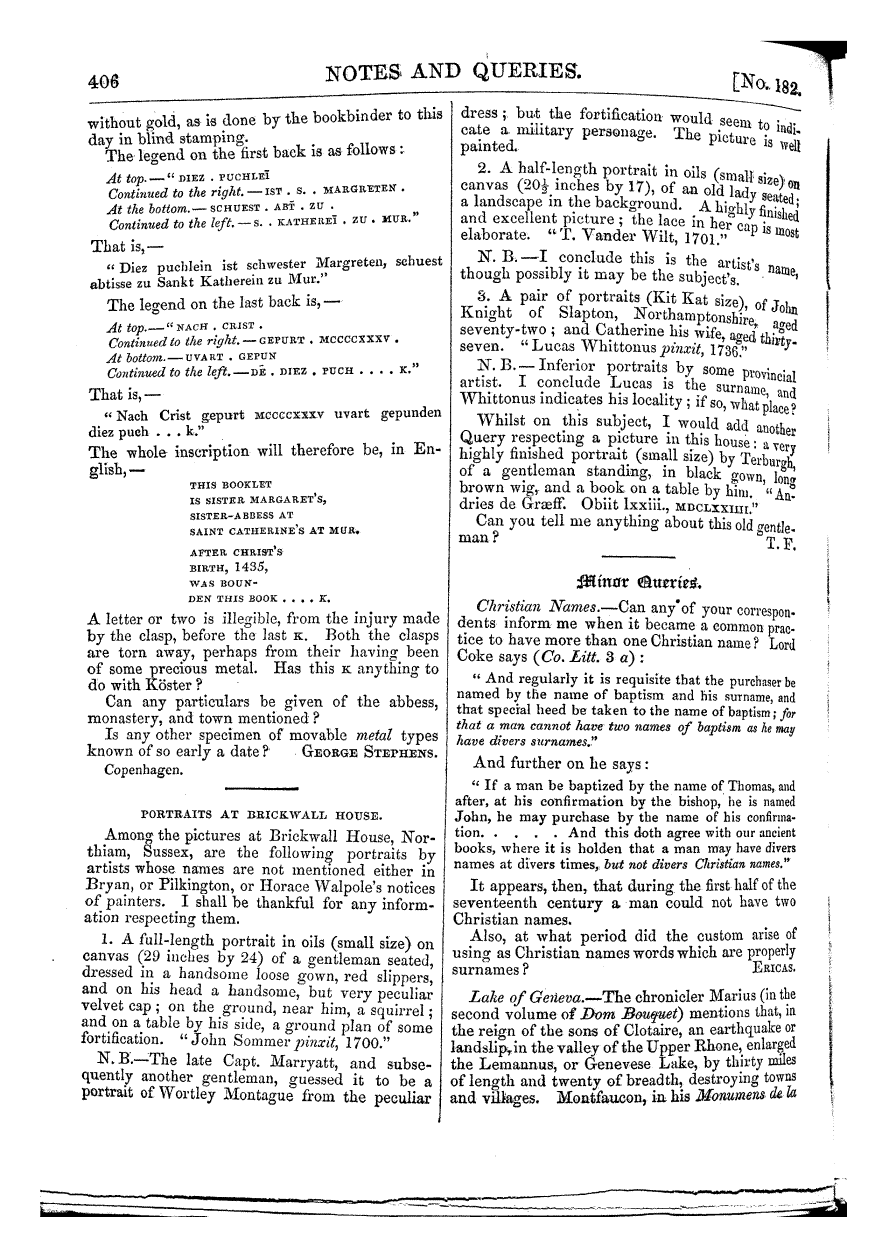 406
NOTES AND QUERIES.
[No. 182.
without gold, as is done by the bookbinder to this
day in blind stamping.
The legend on the first back is as follows:
At top.—“ DIEZ . PUCHLEĪ
Continued to the right.—IST . S. . MARGRETEN .
At the bottom.—SCHUEST . ABT̄ . ZU .
Continued to the left.—S. . KATHEREĪ . ZU . MUR.”
That is,—
“ Diez puchlein ist schwester Margreten, schuest
abtisse zu Sankt Katherein zu Mur.”
The legend on the last back is,—
At top.—“ NACH . CRIST .
Continued to the right.—GEPURT . MCCCCXXXV .
At bottom.—UVART . GEPUN
Continued to the left.—DĒ . DIEZ . PUCH . . . . K.”
That is,—
“ Nach Crist gepurt MCCCCXXXV uvart gepunden
diez puch . . . k.”
The whole inscription will therefore be, in En-
glish,—
THIS BOOKLET
IS SISTER MARGARET'S,
SISTER-ABBESS AT
SAINT CATHERINE'S AT MUR.
AFTER CHRIST'S
BIRTH, 1435,
WAS BOUN-
DEN THIS BOOK . . . . K.
A letter or two is illegible, from the injury made
by the clasp, before the last K. Both the clasps
are torn away, perhaps from their having been
of some precious metal. Has this K anything to
do with Köster ?
Can any particulars be given of the abbess,
monastery, and town mentioned ?
Is any other specimen of movable metal types
known of so early a date ? GEORGE STEPHENS.
Copenhagen.
PORTRAITS AT BRICKWALL HOUSE.
Among the pictures at Brickwall House, Nor-
thiam, Sussex, are the following portraits by
artists whose names are not mentioned either in
Bryan, or Pilkington, or Horace Walpole's notices
of painters. I shall be thankful for any inform-
ation respecting them.
1. A full-length portrait in oils (small size) on
canvas (29 inches by 24) of a gentleman seated,
dressed in a handsome loose gown, red slippers,
and on his head a handsome, but very peculiar
velvet cap ; on the ground, near him, a squirrel ;
and on a table by his side, a ground plan of some
fortification. “ John Sommer pinxit, 1700.”
N. B.—The late Capt. Marryatt, and subse-
quently another gentleman, guessed it to be a
portrait of Wortley Montague from the peculiar
dress ; but the fortification would seem to indi-
cate a military personage. The picture is well
painted.
2. A half-length portrait in oils (small size) on
canvas (20½ inches by 17), of an old lady seated;
a landscape in the background. A highly finished
and excellent picture ; the lace in her cap is most
elaborate. “ T. Vander Wilt, 1701.”
N. B.—I conclude this is the artist's name,
though possibly it may be the subject's.
3. A pair of portraits (Kit Kat size), of John
Knight of Slapton, Northamptonshire, aged
seventy-two ; and Catherine his wife, aged thirty-
seven. “ Lucas Whittonus pinxit, 1736.”
N. B.—Inferior portraits by some provincial
artist. I conclude Lucas is the surname, and
Whittonus indicates his locality ; if so, what place?
Whilst on this subject, I would add another
Query respecting a picture in this house : a very
highly finished portrait (small size) by Terburgh,
of a gentleman standing, in black gown, long
brown wig, and a book on a table by him. “ An-
dries de Græff. Obiit lxxiii., MDCLXXIIII.”
Can you tell me anything about this old gentle-
man ? T. F.
Minor Queries.
Christian Names.—Can any of your correspon-
dents inform me when it became a common prac-
tice to have more than one Christian name ? Lord
Coke says (Co. Litt. 3 a) :
“ And regularly it is requisite that the purchaser be
named by the name of baptism and his surname, and
that special heed be taken to the name of baptism; for
that a man cannot have two names of baptism as he may
have divers surnames.”
And further on he says :
“ If a man be baptized by the name of Thomas, and
after, at his confirmation by the bishop, he is named
John, he may purchase by the name of his confirma-
tion. . . . . . And this doth agree with our ancient
books, where it is holden that a man may have divers
names at divers times, but not divers Christian names.”
It appears, then, that during the first half of the
seventeenth century a man could not have two
Christian names.
Also, at what period did the custom arise of
using as Christian names words which are properly
surnames ? ERICAS.
Lake of Geneva.—The chronicler Marius (in the
second volume of Dom Bouquet) mentions that, in
the reign of the sons of Clotaire, an earthquake or
landslip, in the valley of the Upper Rhone, enlarged
the Lemannus, or Genevese Lake, by thirty miles
of length and twenty of breadth, destroying towns
and villages. Montfaucon, in his Monumens de la